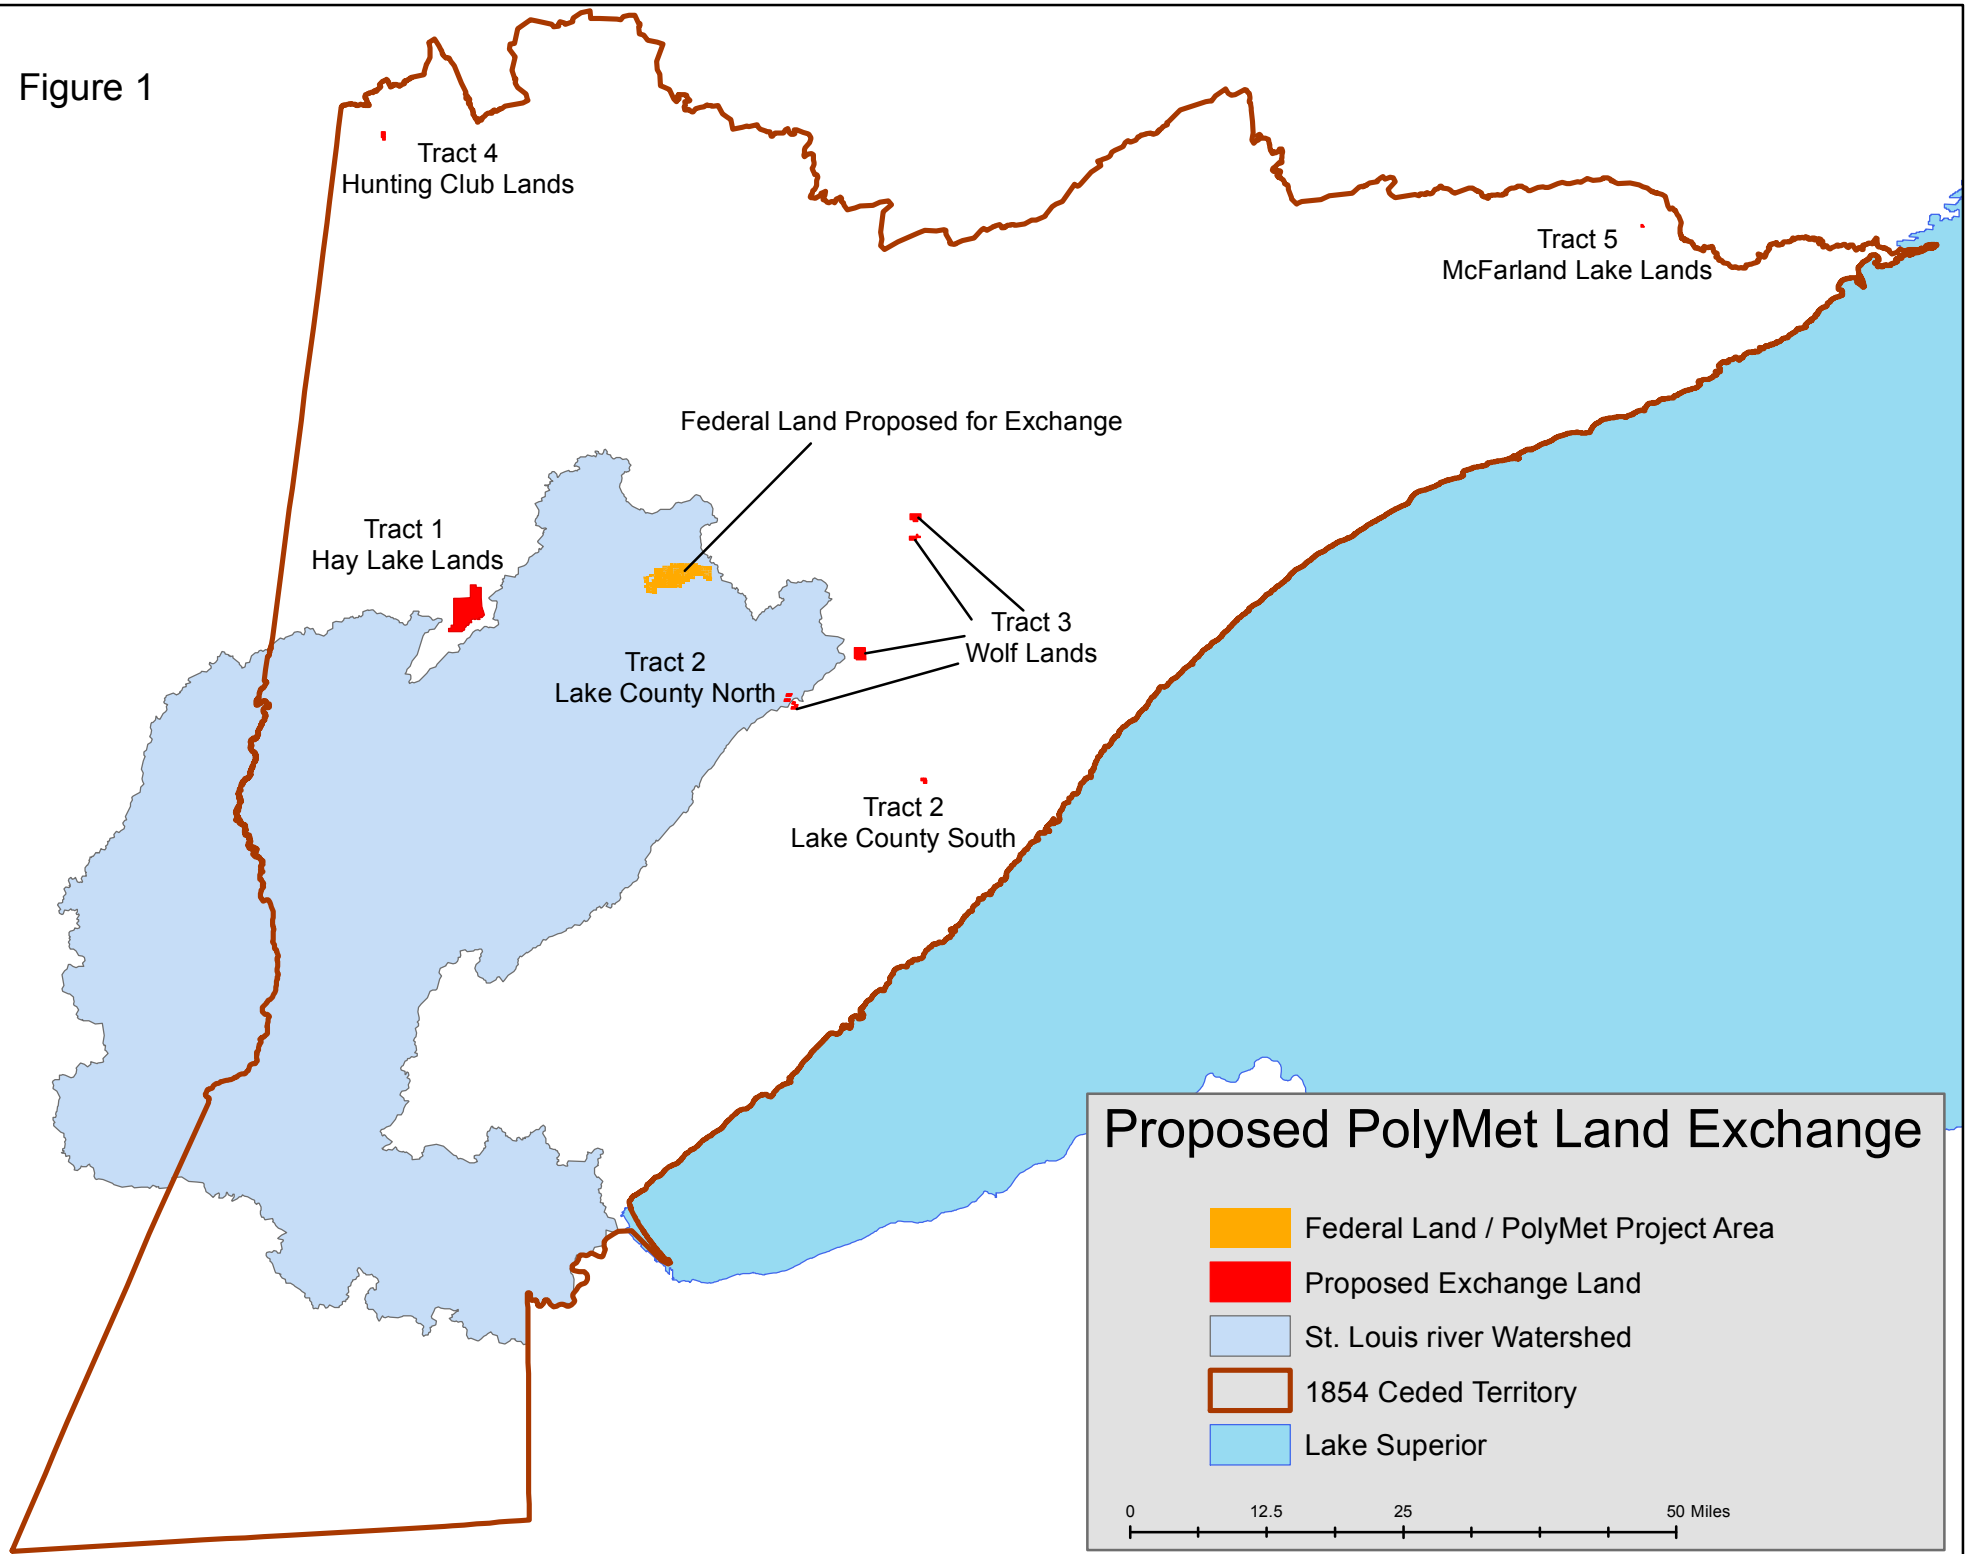 Figure 1
Tract 4
Hunting Club Lands
Tract 5
McFarland Lake Lands
Federal Land Proposed for Exchange
Tract 1
Hay Lake Lands
Tract 3
Wolf Lands
Tract 2
Lake County North
Tract 2
Lake County South
Proposed PolyMet Land Exchange
Federal Land / PolyMet Project Area
Proposed Exchange Land
St. Louis river Watershed
1854 Ceded Territory
Lake Superior
0 12.5 25 50 Miles